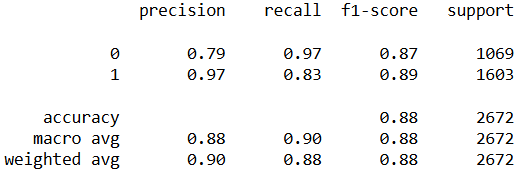 precision recall f1-score support
0 0.79 0.97 0.87 1069
1 0.97 0.83 0.89 1603
accuracy 0.88 2672
macro avg 0.88 0.90 0.88 2672
weighted avg 0.90 0.88 0.88 2672